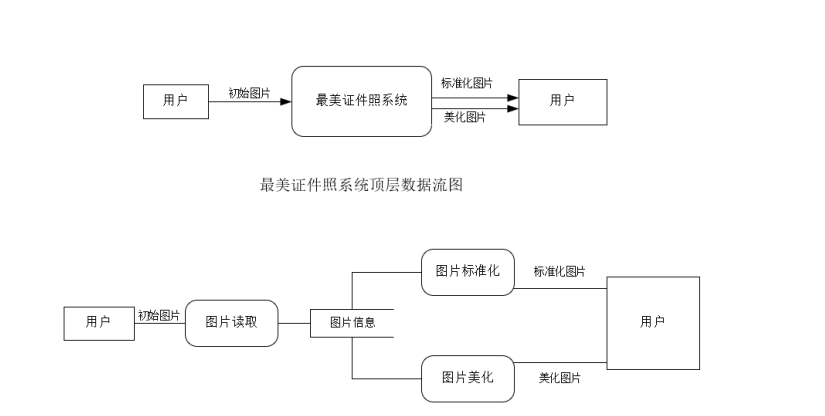 用户
初始图片
最美证件照系统
标准化图片
美化图片
用户
最美证件照系统顶层数据流图
用户
初始图片
图片读取
图片信息
图片标准化
标准化图片
用户
图片美化
美化图片